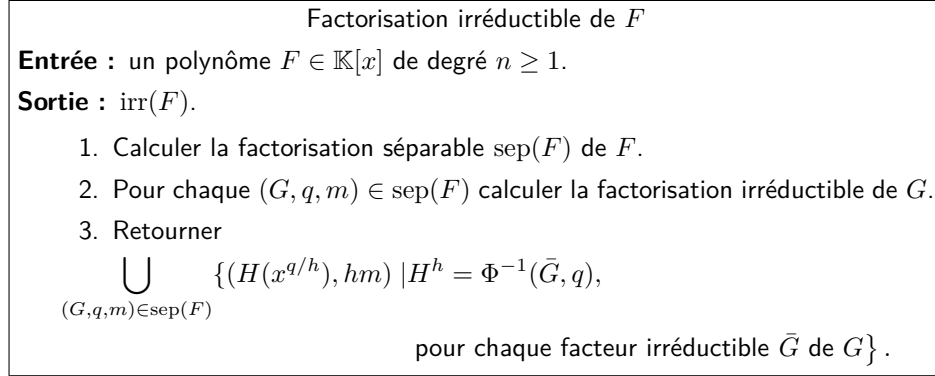 Factorisation irréductible de F
Entrée : un polynôme F ∈ 𝕂[x] de degré n ≥ 1.
Sortie : irr(F).
1. Calculer la factorisation séparable sep(F) de F.
2. Pour chaque (G, q, m) ∈ sep(F) calculer la factorisation irréductible de G.
3. Retourner
⋃_{(G,q,m)∈sep(F)} {(H(x^{q/h}), hm) |H^h = Φ^{−1}(Ḡ, q),
pour chaque facteur irréductible Ḡ de G} .